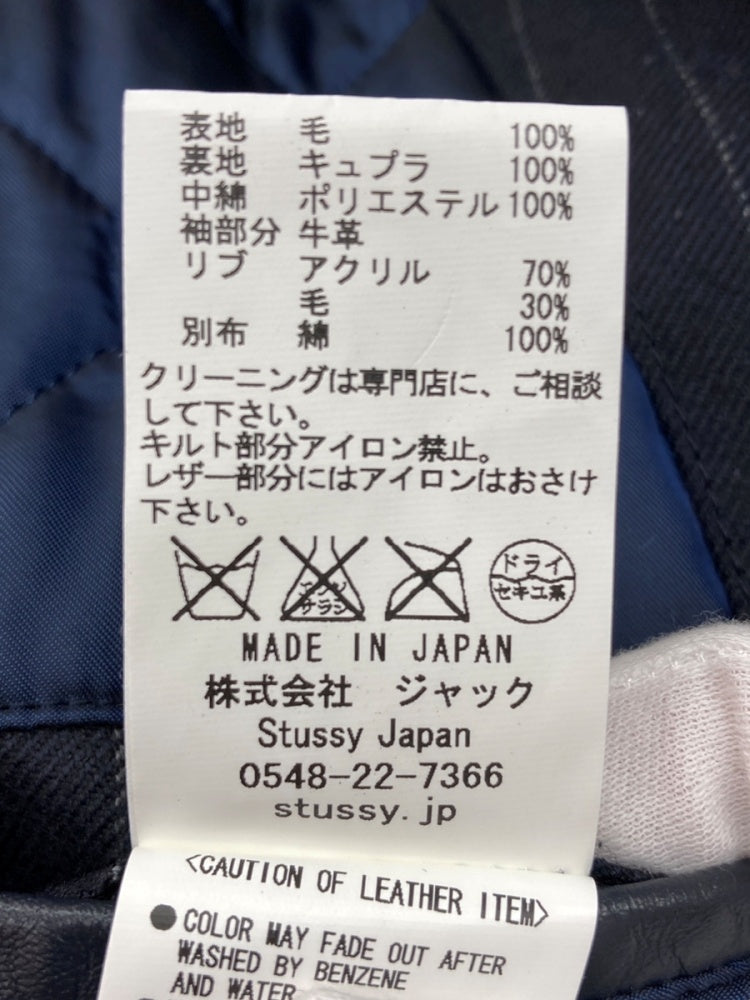 表地 毛 100%
裏地 キュプラ 100%
中綿 ポリエステル 100%
袖部分 牛革
リブ アクリル 70%
毛 30%
別布 綿 100%
クリーニングは専門店に、ご相談
して下さい。
キルト部分アイロン禁止。
レザー部分にはアイロンはおさけ
下さい。
エンソ サラシ
ドライ
セキユ系
MADE IN JAPAN
株式会社 ジャック
Stussy Japan
0548-22-7366
stussy.jp
<CAUTION OF LEATHER ITEM>
● COLOR MAY FADE OUT AFTER
WASHED BY BENZENE
AND WATER